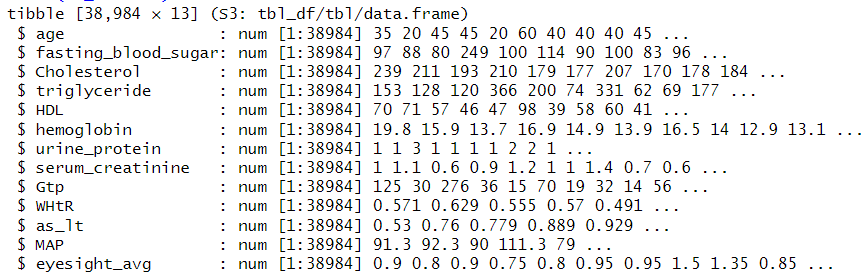 tibble [38,984 × 13] (S3: tbl_df/tbl/data.frame)
$ age : num [1:38984] 35 20 45 45 20 60 40 40 40 45 ...
$ fasting_blood_sugar: num [1:38984] 97 88 80 249 100 114 90 100 83 96 ...
$ Cholesterol : num [1:38984] 239 211 193 210 179 177 207 170 178 184 ...
$ triglyceride : num [1:38984] 153 128 120 366 200 74 331 62 69 177 ...
$ HDL : num [1:38984] 70 71 57 46 47 98 39 58 60 41 ...
$ hemoglobin : num [1:38984] 19.8 15.9 13.7 16.9 14.9 13.9 16.5 14 12.9 13.1 ...
$ urine_protein : num [1:38984] 1 1 3 1 1 1 1 2 2 1 ...
$ serum_creatinine : num [1:38984] 1 1.1 0.6 0.9 1.2 1 1 1.4 0.7 0.6 ...
$ Gtp : num [1:38984] 125 30 276 36 15 70 19 32 14 56 ...
$ WHtR : num [1:38984] 0.571 0.629 0.555 0.57 0.491 ...
$ as_lt : num [1:38984] 0.53 0.76 0.779 0.889 0.929 ...
$ MAP : num [1:38984] 91.3 92.3 90 111.3 79 ...
$ eyesight_avg : num [1:38984] 0.9 0.8 0.9 0.75 0.8 0.95 0.95 1.5 1.35 0.85 ...